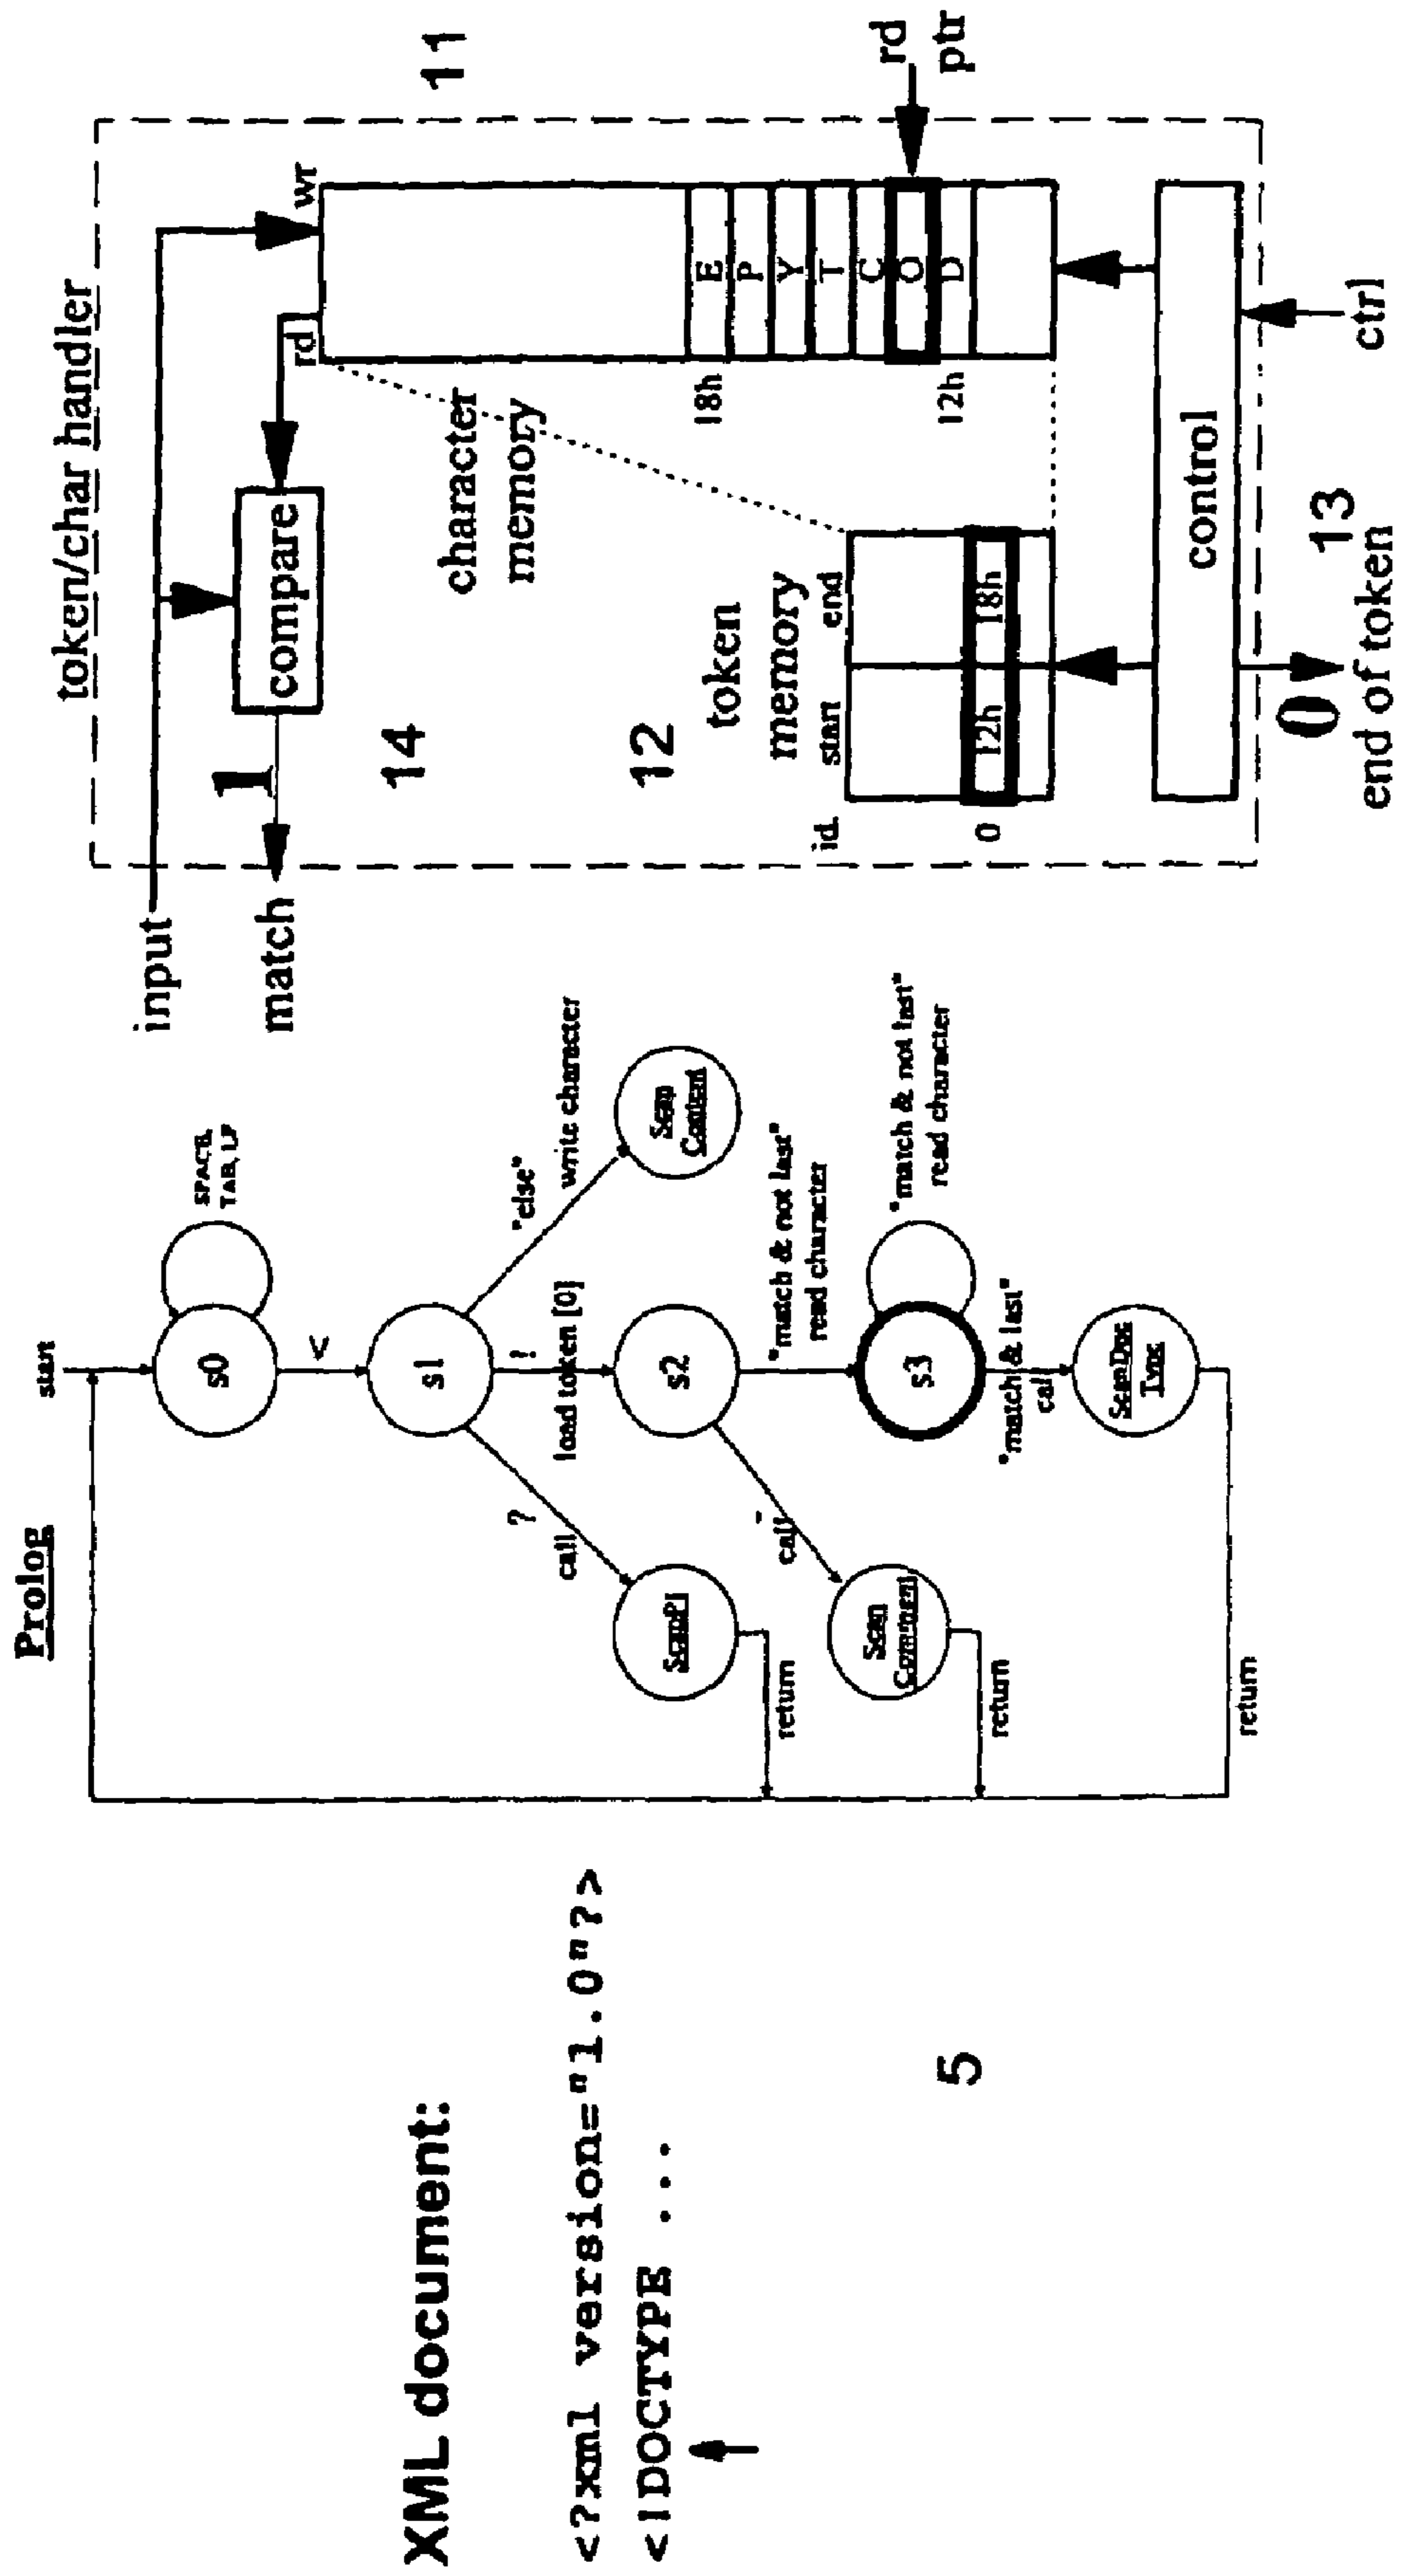 XML document:
<?xml version="1.0"?>
<!DOCTYPE ...
5
Prolog
start
s0
SPACE,
TAB, LF
<
s1
?
call
!
load token [0]
"else"
write character
ScanPI
return
s2
Scan
Content
-
call
"match & not last"
read character
Scan
Comment
return
s3
"match & not last"
read character
"match & last"
call
ScanDoc
Type
return
input
match
token/char handler
1
compare
14
rd
wr
11
character
memory
12
token
memory
id.
start
end
0
12h
18h
18h
12h
E
P
Y
T
C
O
D
rd
ptr
control
0
13
end of token
ctrl